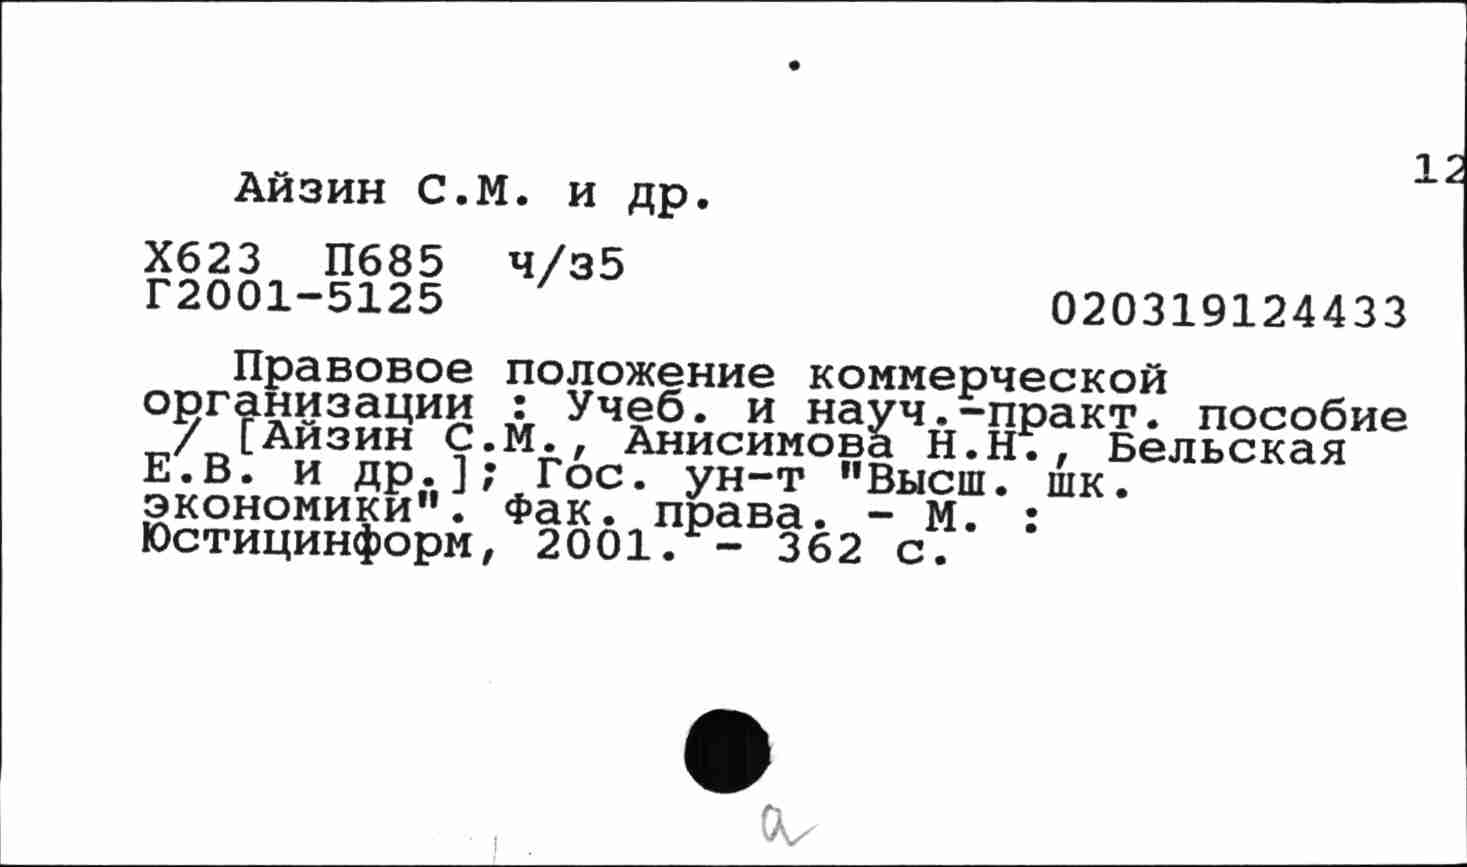 12
Айзин С.М. и др.
Х623 П685 ч/з5
Г2001-5125
020319124433
Правовое положение коммерческой
организации : Учеб. и науч.-практ. пособие
/ [Айзин С.М., Анисимова Н.Н., Бельская
Е.В. и др.]; Гос. ун-т "Высш. шк.
экономики". Фак. права. - М. :
Юстицинформ, 2001. - 362 с.
а